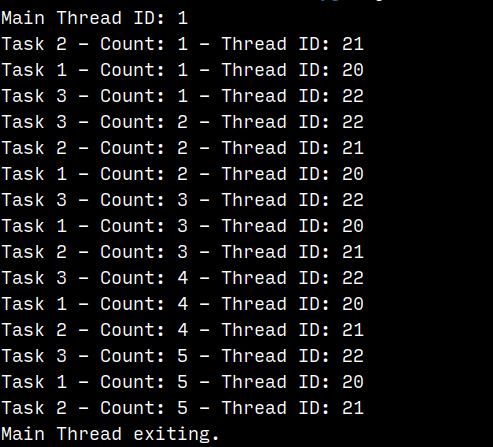 Main Thread ID: 1
Task 2 - Count: 1 - Thread ID: 21
Task 1 - Count: 1 - Thread ID: 20
Task 3 - Count: 1 - Thread ID: 22
Task 3 - Count: 2 - Thread ID: 22
Task 2 - Count: 2 - Thread ID: 21
Task 1 - Count: 2 - Thread ID: 20
Task 3 - Count: 3 - Thread ID: 22
Task 1 - Count: 3 - Thread ID: 20
Task 2 - Count: 3 - Thread ID: 21
Task 3 - Count: 4 - Thread ID: 22
Task 1 - Count: 4 - Thread ID: 20
Task 2 - Count: 4 - Thread ID: 21
Task 3 - Count: 5 - Thread ID: 22
Task 1 - Count: 5 - Thread ID: 20
Task 2 - Count: 5 - Thread ID: 21
Main Thread exiting.